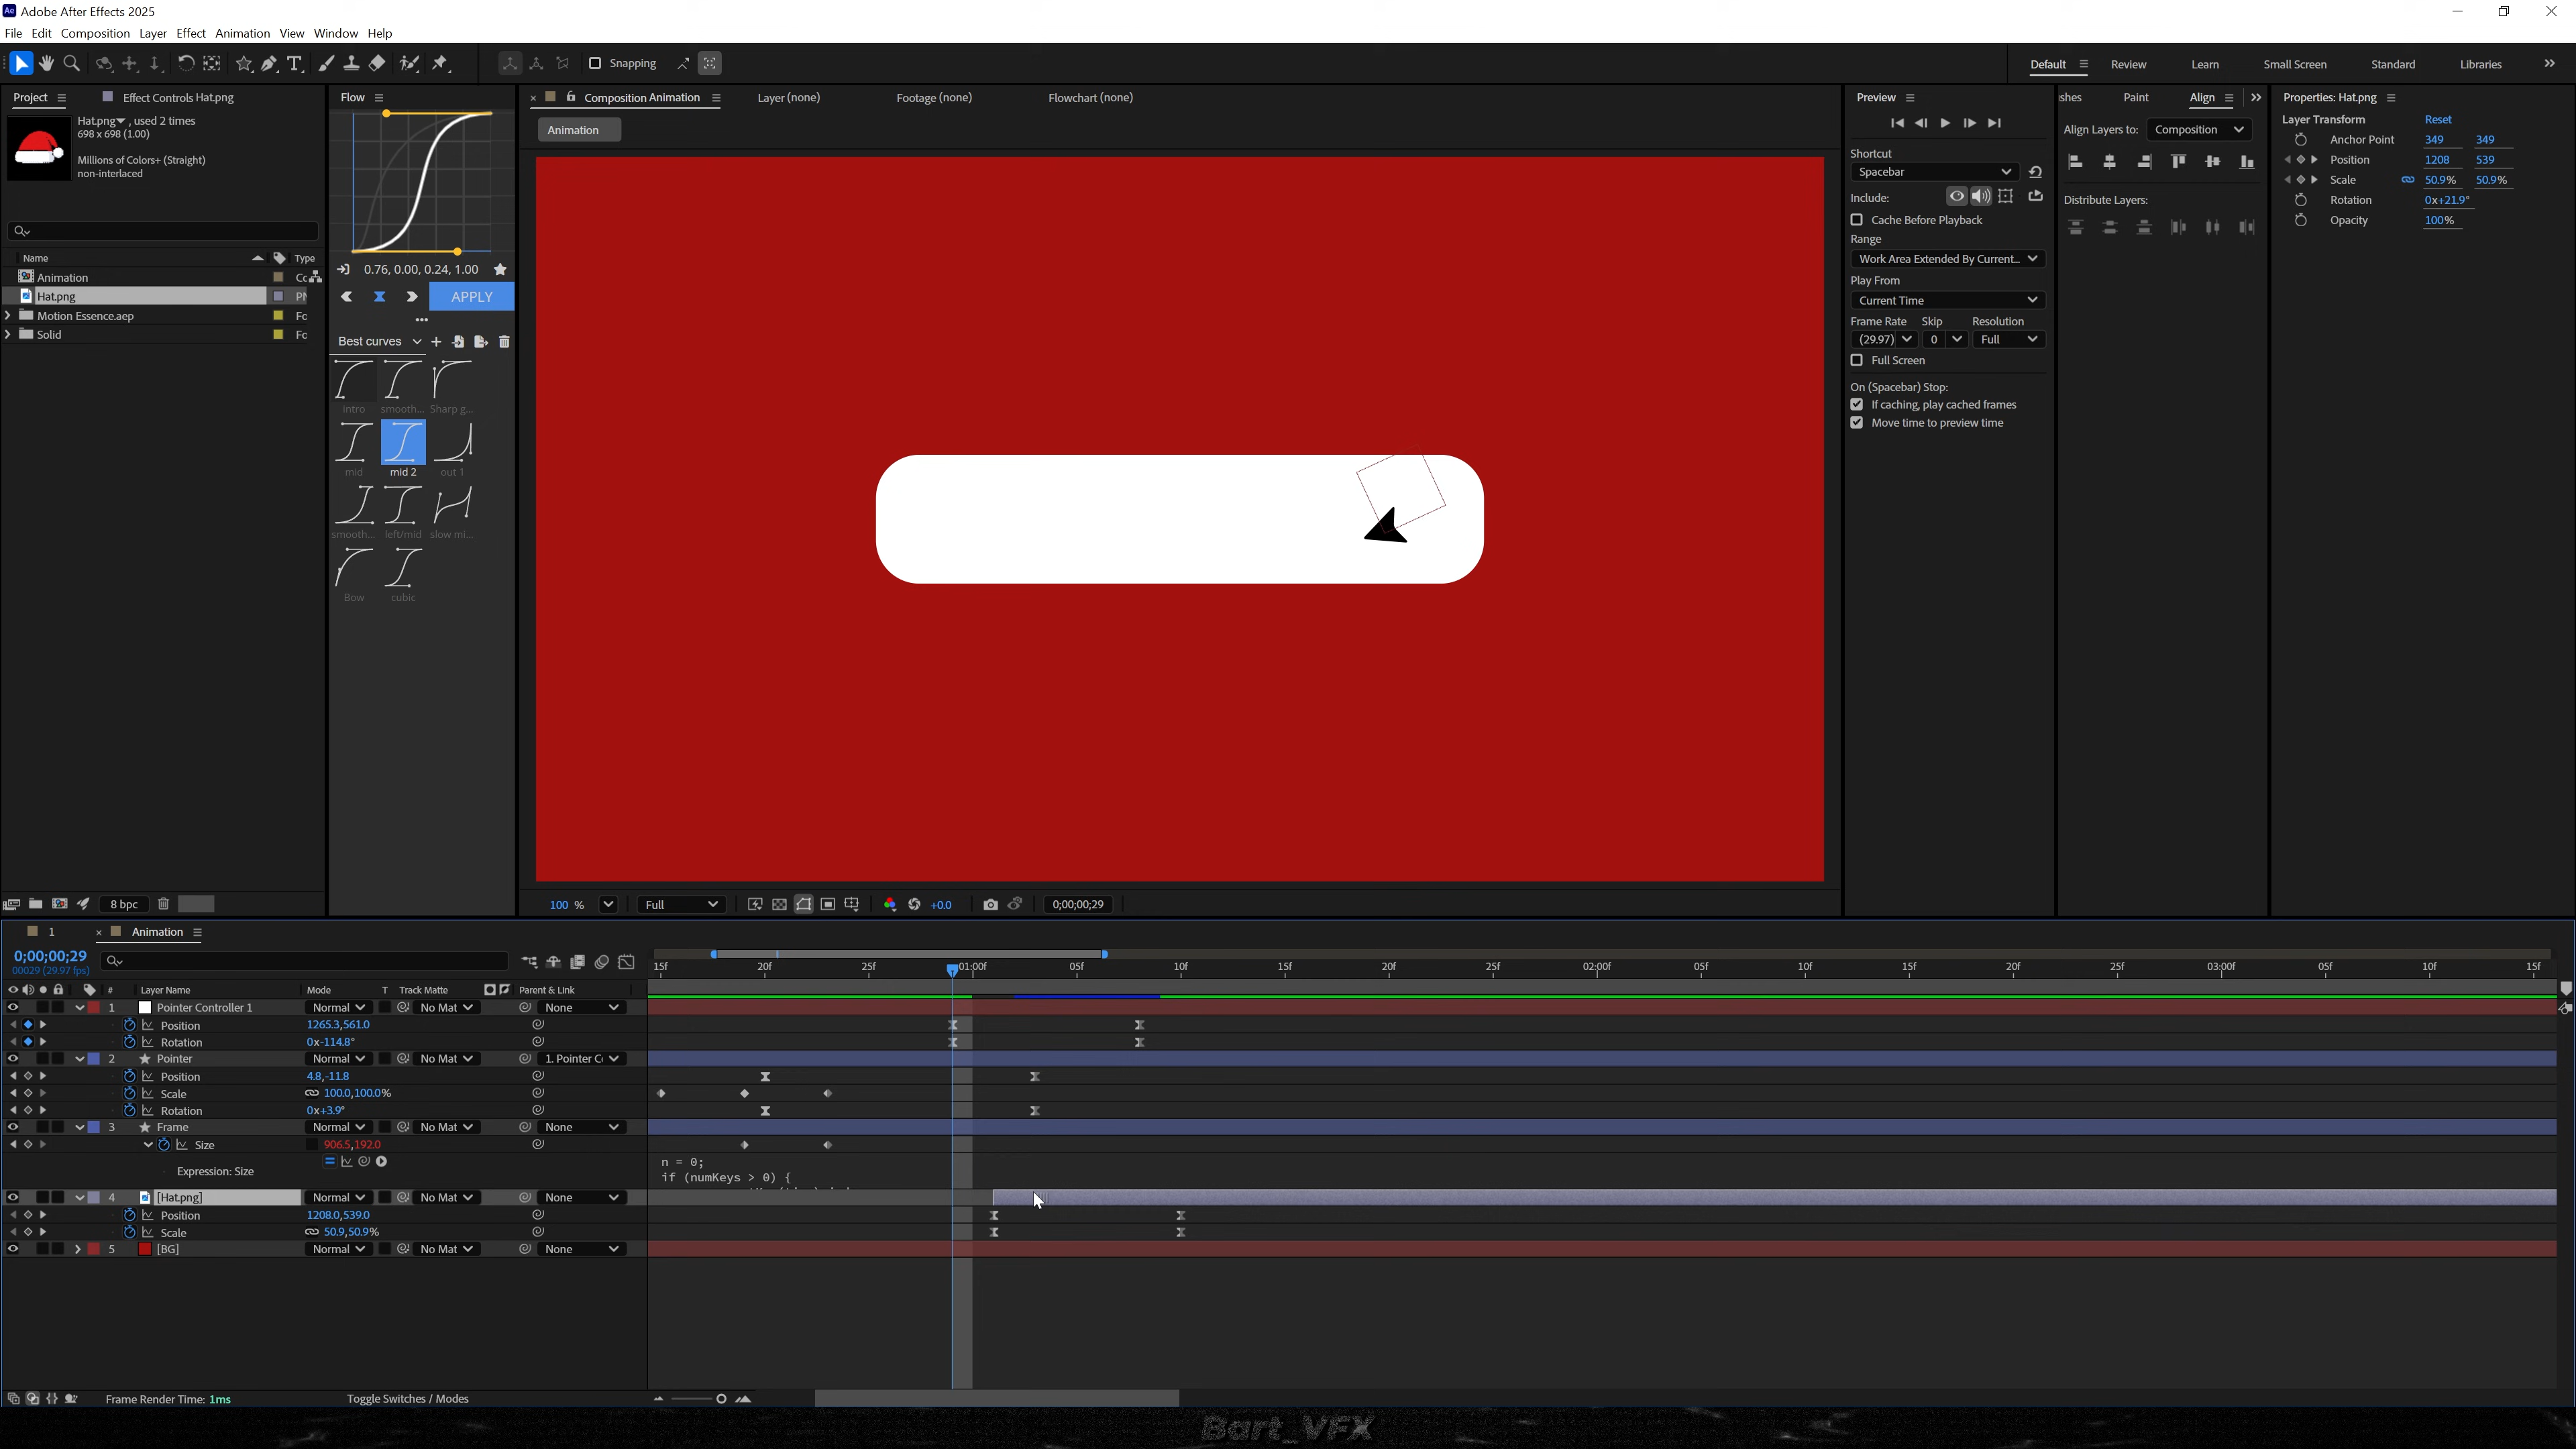 Adobe After Effects 2025
File Edit Composition Layer Effect Animation View Window Help
Snapping
Default Review Learn Small Screen Standard Libraries
Project
Effect Controls Hat.png
Hat.png, used 2 times
698 x 698 (1.00)
Millions of Colors+ (Straight)
non-interlaced
Name Type
Animation
Hat.png
Motion Essence.aep Fo
Solid Fo
8 bpc
Flow
0.76, 0.00, 0.24, 1.00
APPLY
Best curves
intro smooth... Sharp g...
mid mid 2 out 1
smooth... left/mid slow mi...
Bow cubic
Composition Animation Layer (none) Footage (none) Flowchart (none)
Animation
100 % Full +0.0 0;00;00;29
Preview
Shortcut
Spacebar
Include:
Cache Before Playback
Range
Work Area Extended By Current...
Play From
Current Time
Frame Rate Skip Resolution
(29.97) 0 Full
Full Screen
On (Spacebar) Stop:
If caching, play cached frames
Move time to preview time
shes Paint Align
Align Layers to: Composition
Distribute Layers:
Properties: Hat.png
Layer Transform Reset
Anchor Point 349 349
Position 1208 539
Scale 50.9% 50.9%
Rotation 0x+21.9°
Opacity 100%
1 Animation
0;00;00;29
00029 (29.97 fps)
15f 20f 25f 01:00f 05f 10f 15f 20f 25f 02:00f 05f 10f 15f 20f 25f 03:00f 05f 10f 15f
# Layer Name Mode T Track Matte Parent & Link
1 Pointer Controller 1 Normal No Mat None
Position 1265.3,561.0
Rotation 0x-114.8°
2 Pointer Normal No Mat 1. Pointer C
Position 4.8,-11.8
Scale 100.0,100.0%
Rotation 0x+3.9°
3 Frame Normal No Mat None
Size 906.5,192.0
Expression: Size
n = 0;
if (numKeys > 0) {
4 [Hat.png] Normal No Mat None
Position 1208.0,539.0
Scale 50.9,50.9%
5 [BG] Normal No Mat None
Frame Render Time: 1ms
Toggle Switches / Modes
Bart_VFX